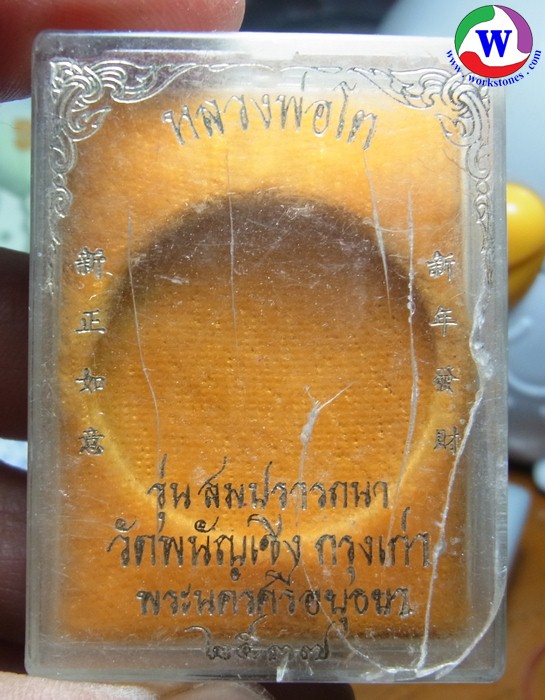 W
www.workstones.com
หลวงพ่อโต
新正如意
新年發財
รุ่น สมปรารถนา
วัดพนัญเชิง กรุงเก่า
พระนครศรีอยุธยา
๒๕๓๗